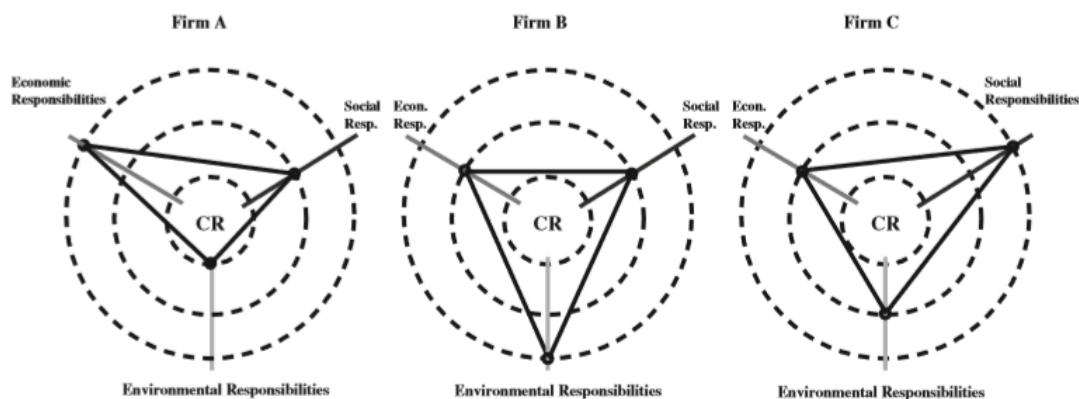 Firm A
Firm B
Firm C
Economic
Responsibilities
Social
Resp.
Econ.
Resp.
Social
Resp.
Econ.
Resp.
Social
Responsibilities
CR
CR
CR
Environmental Responsibilities
Environmental Responsibilities
Environmental Responsibilities